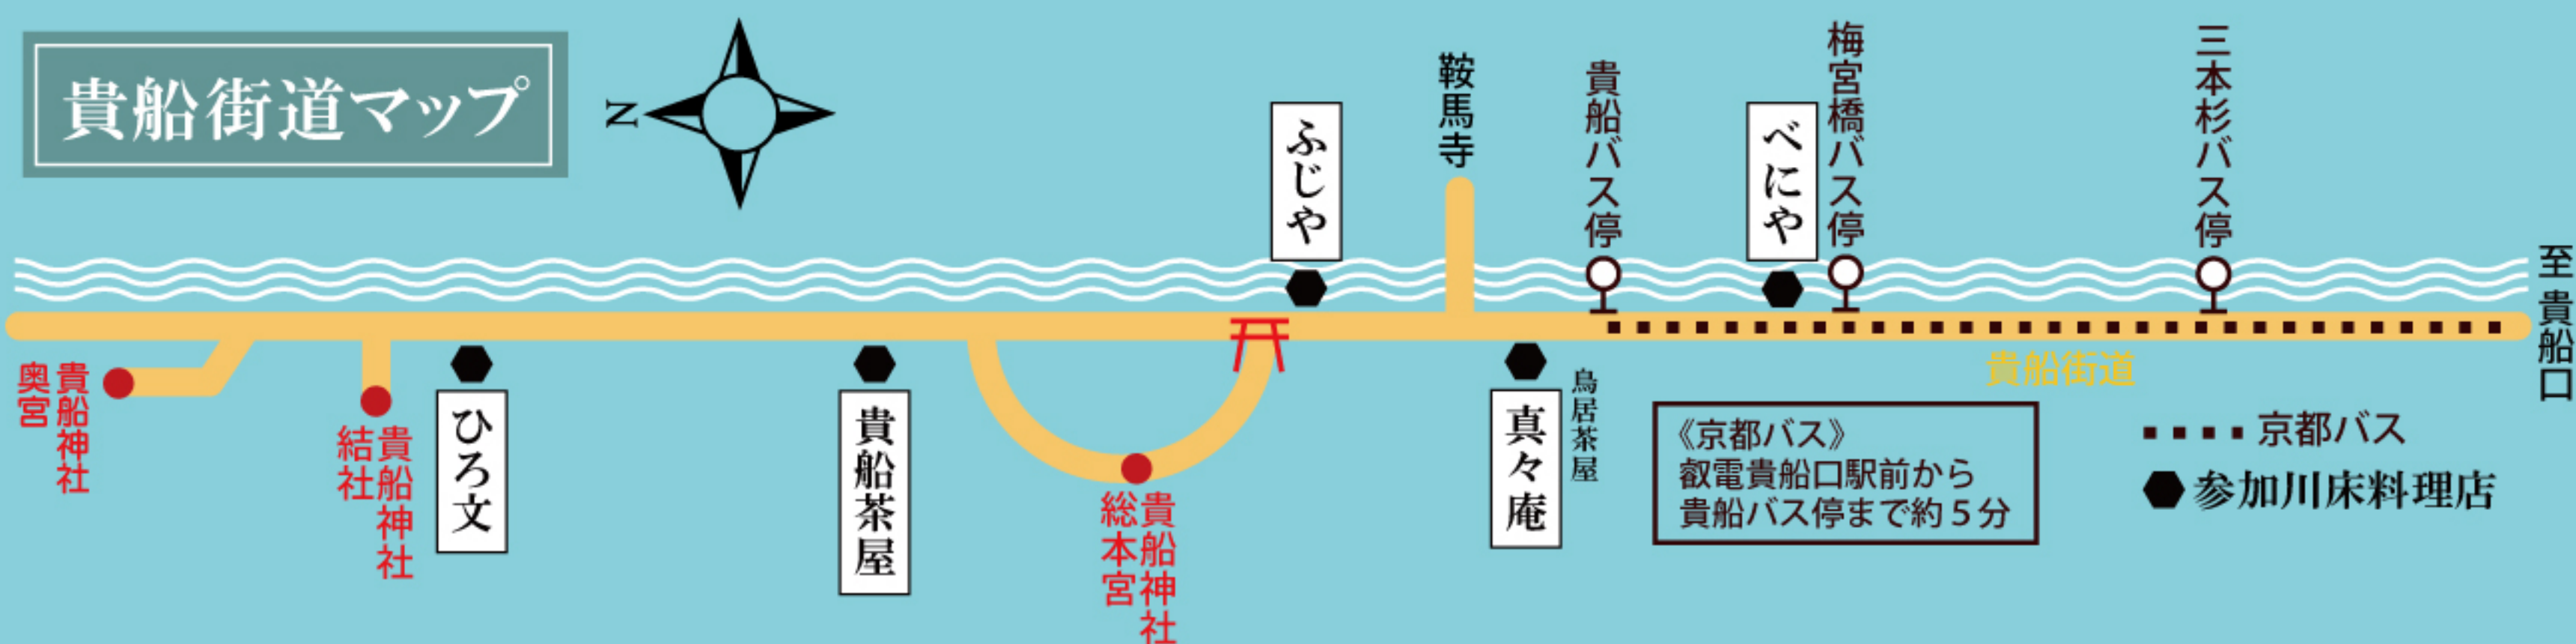 貴船街道マップ
N
貴船神社
奥宮
貴船神社
結社
ひろ文
貴船茶屋
貴船神社
総本宮
ふじや
鞍馬寺
真々庵
鳥居茶屋
貴船バス停
べにや
梅宮橋バス停
三本杉バス停
至 貴船口
貴船街道
《京都バス》
叡電貴船口駅前から
貴船バス停まで約5分
京都バス
参加川床料理店